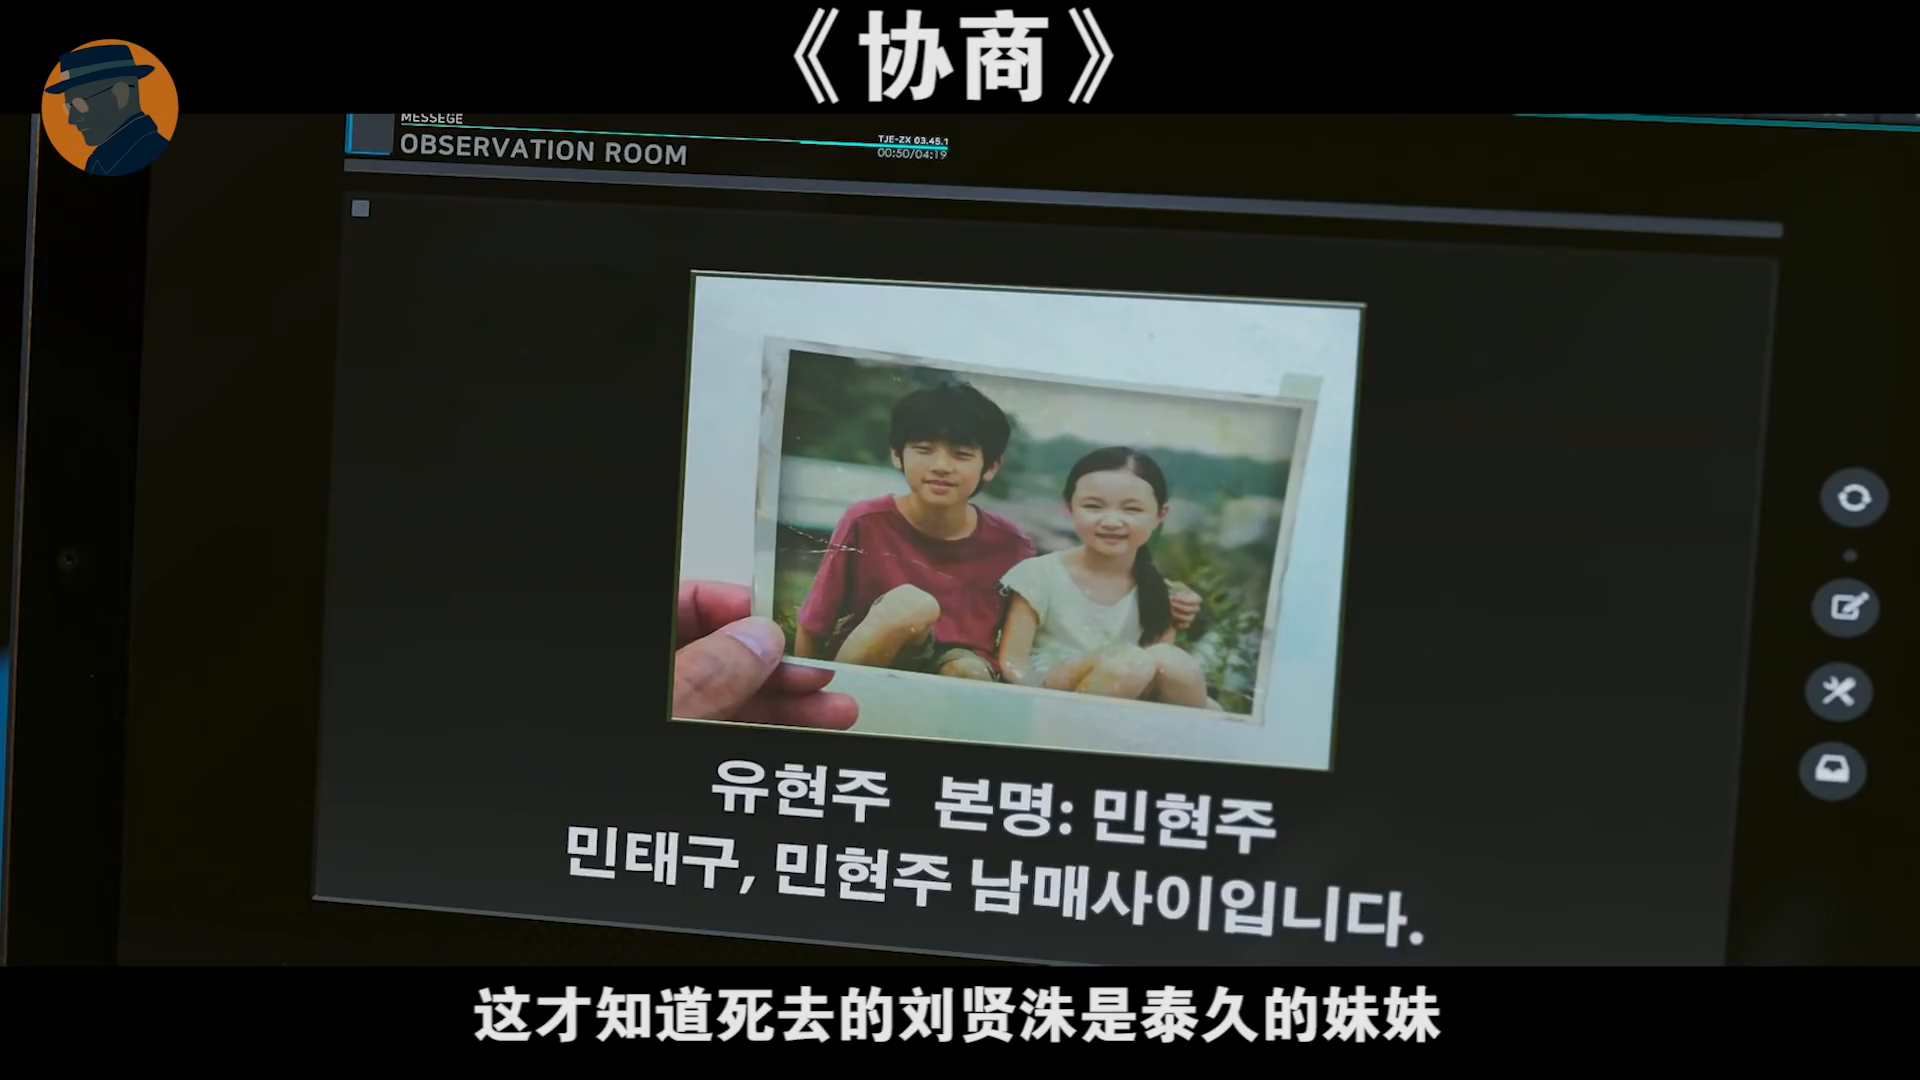 《协商》
MESSEGE
OBSERVATION ROOM
TJE-ZX 03.45.1
00:50/04:19
유현주 본명: 민현주
민태구, 민현주 남매사이입니다.
这才知道死去的刘贤洙是泰久的妹妹